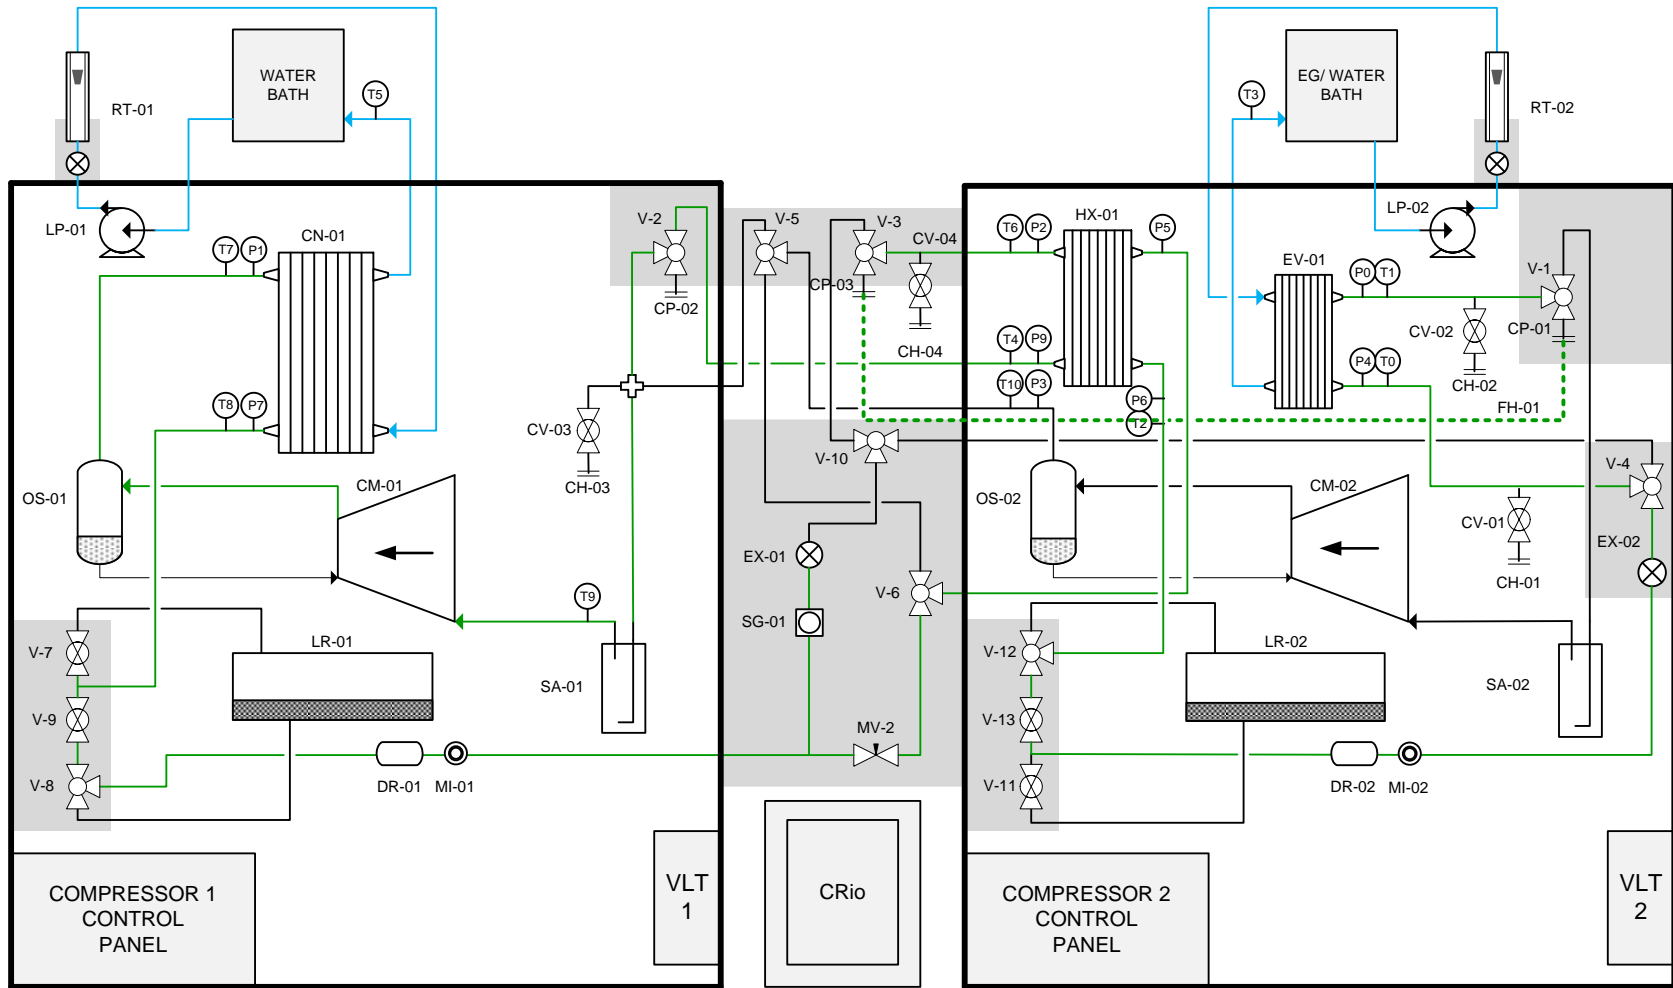 WATER
BATH
T5
RT-01
LP-01
CN-01
T7
P1
T8
P7
OS-01
CM-01
V-7
V-9
V-8
LR-01
DR-01
MI-01
SA-01
T9
COMPRESSOR 1
CONTROL
PANEL
VLT
1
V-2
CP-02
CV-03
CH-03
V-5
V-3
CP-03
CV-04
CH-04
V-10
EX-01
SG-01
V-6
MV-2
CRio
EG/ WATER
BATH
T3
RT-02
LP-02
HX-01
T6
P2
P5
T4
P9
T10
P3
P6
T2
EV-01
P0
T1
P4
T0
V-1
CP-01
CV-02
CH-02
FH-01
V-4
EX-02
CV-01
CH-01
OS-02
CM-02
V-12
V-13
V-11
LR-02
DR-02
MI-02
SA-02
COMPRESSOR 2
CONTROL
PANEL
VLT
2